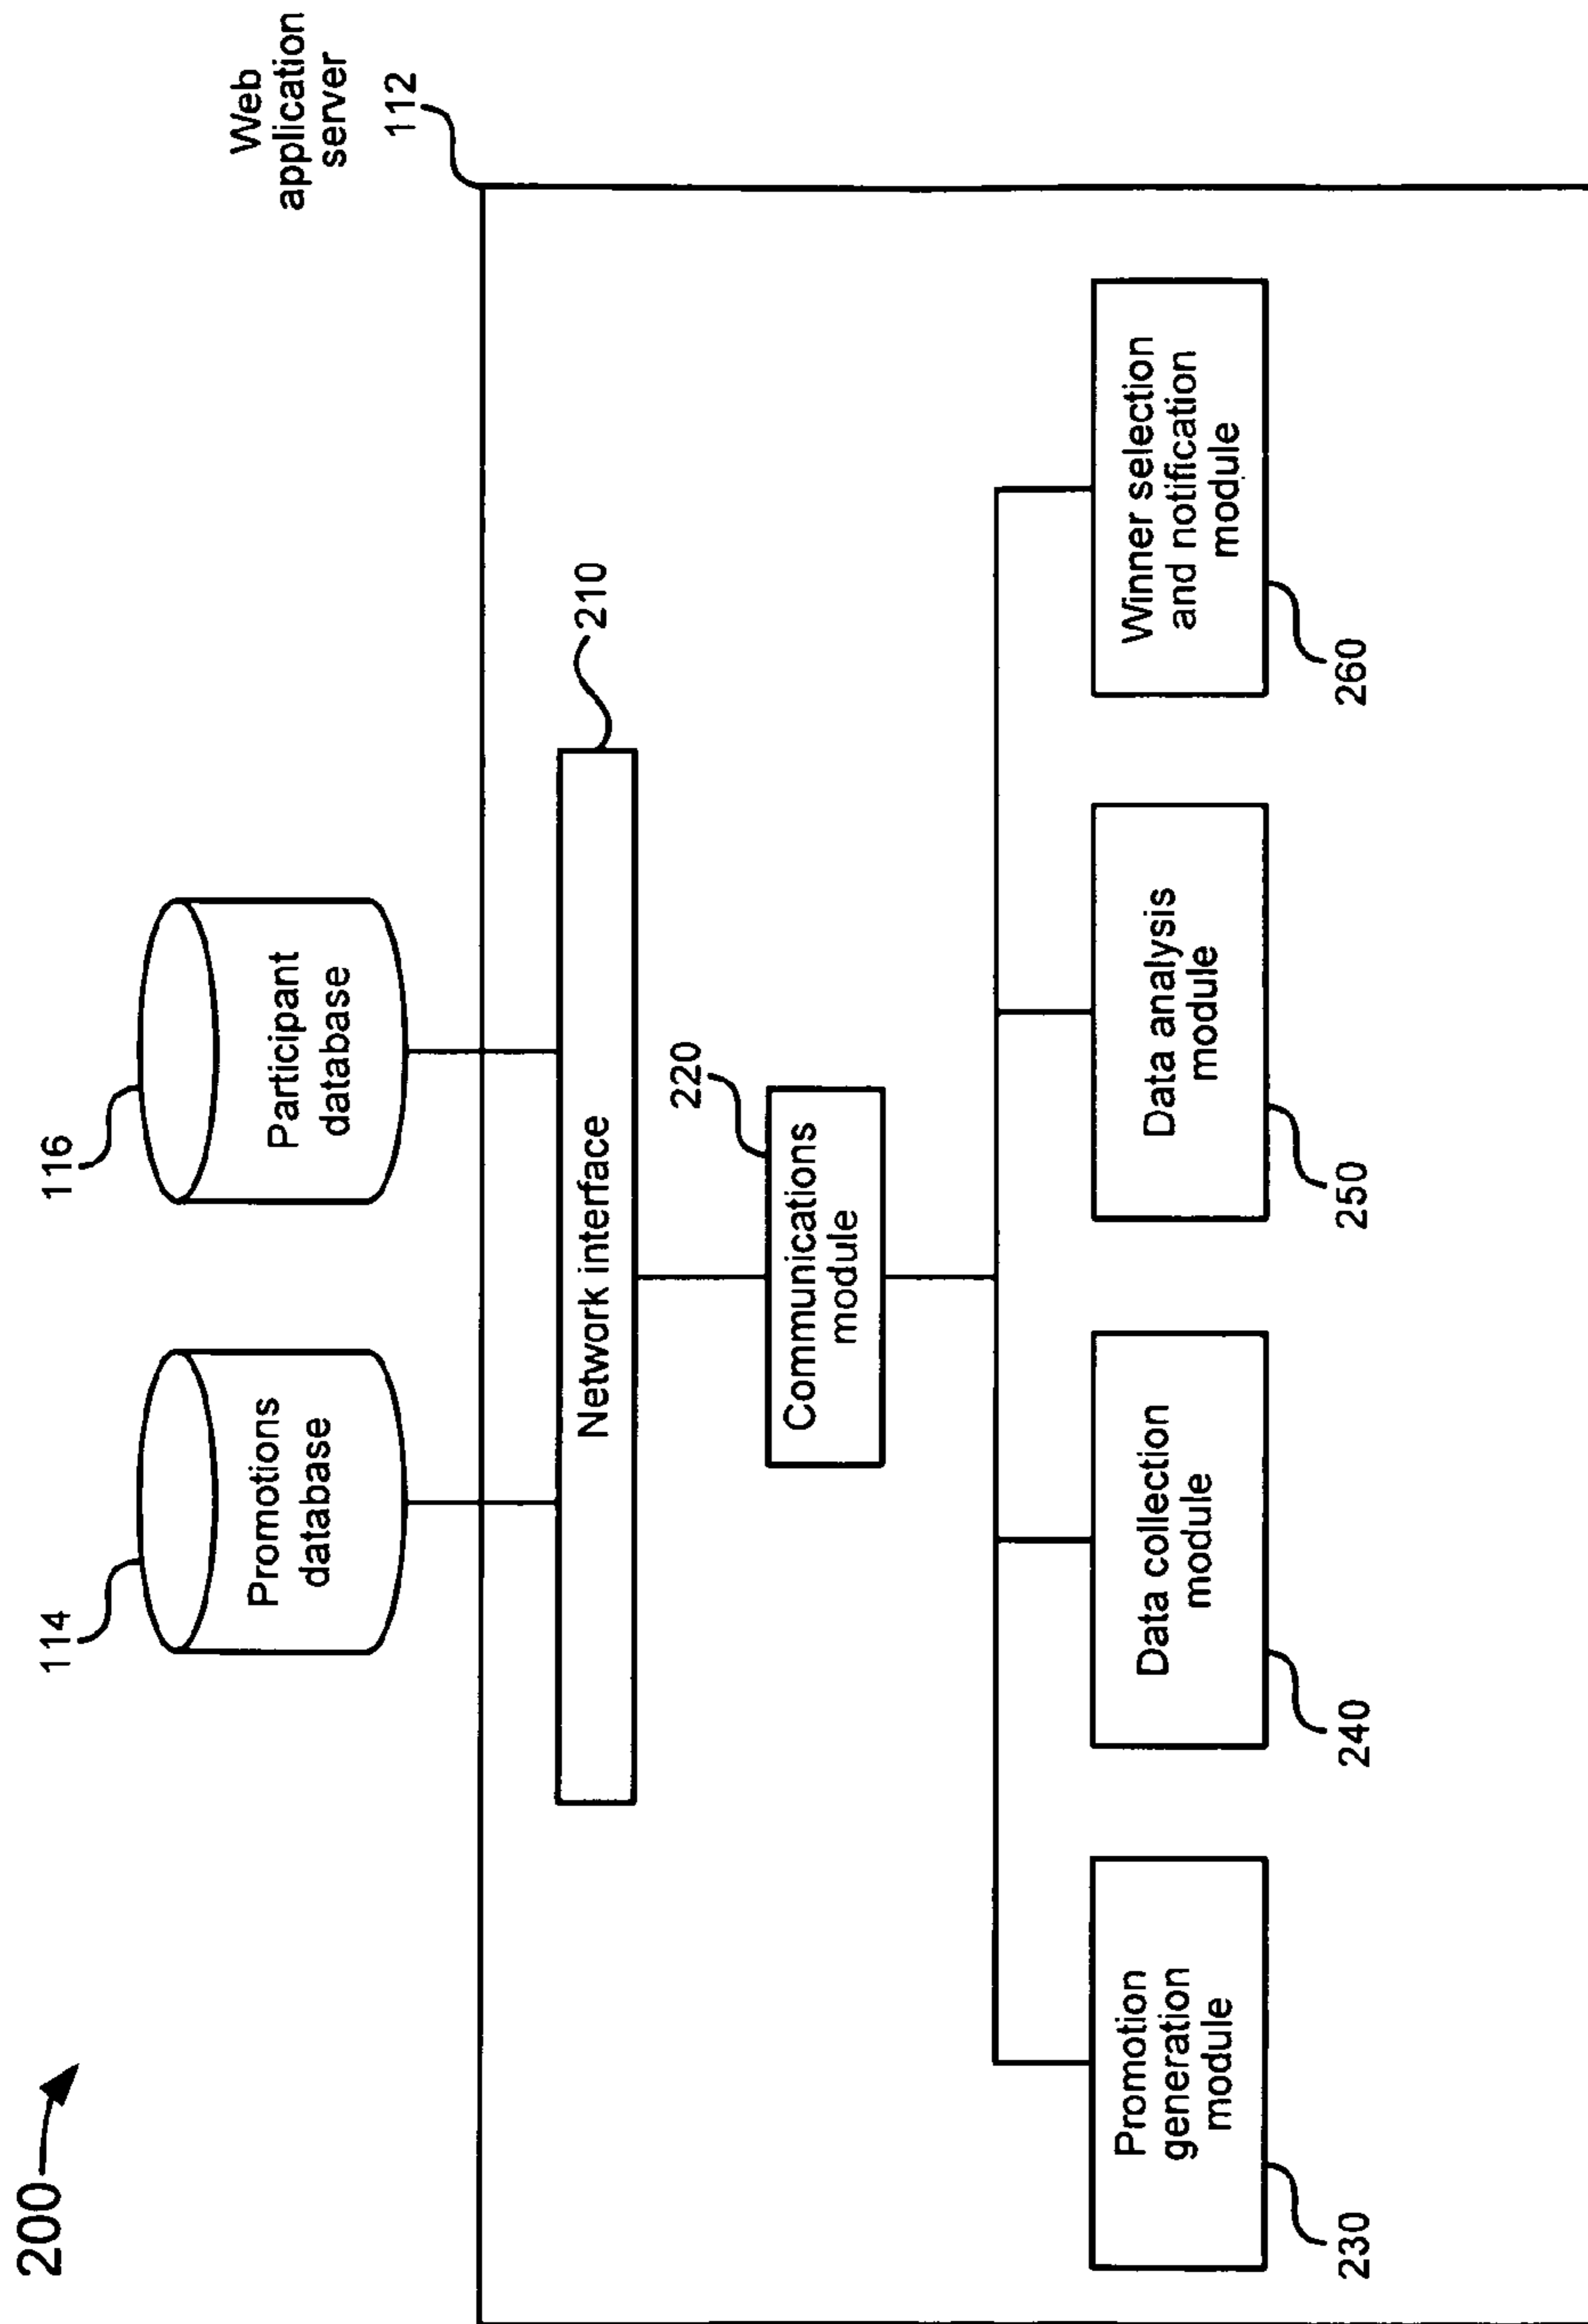 200
114
Promotions
database
116
Participant
database
Web
application
server
112
Network interface
210
220
Communications
module
Promotion
generation
module
230
Data collection
module
240
Data analysis
module
250
Winner selection
and notification
module
260